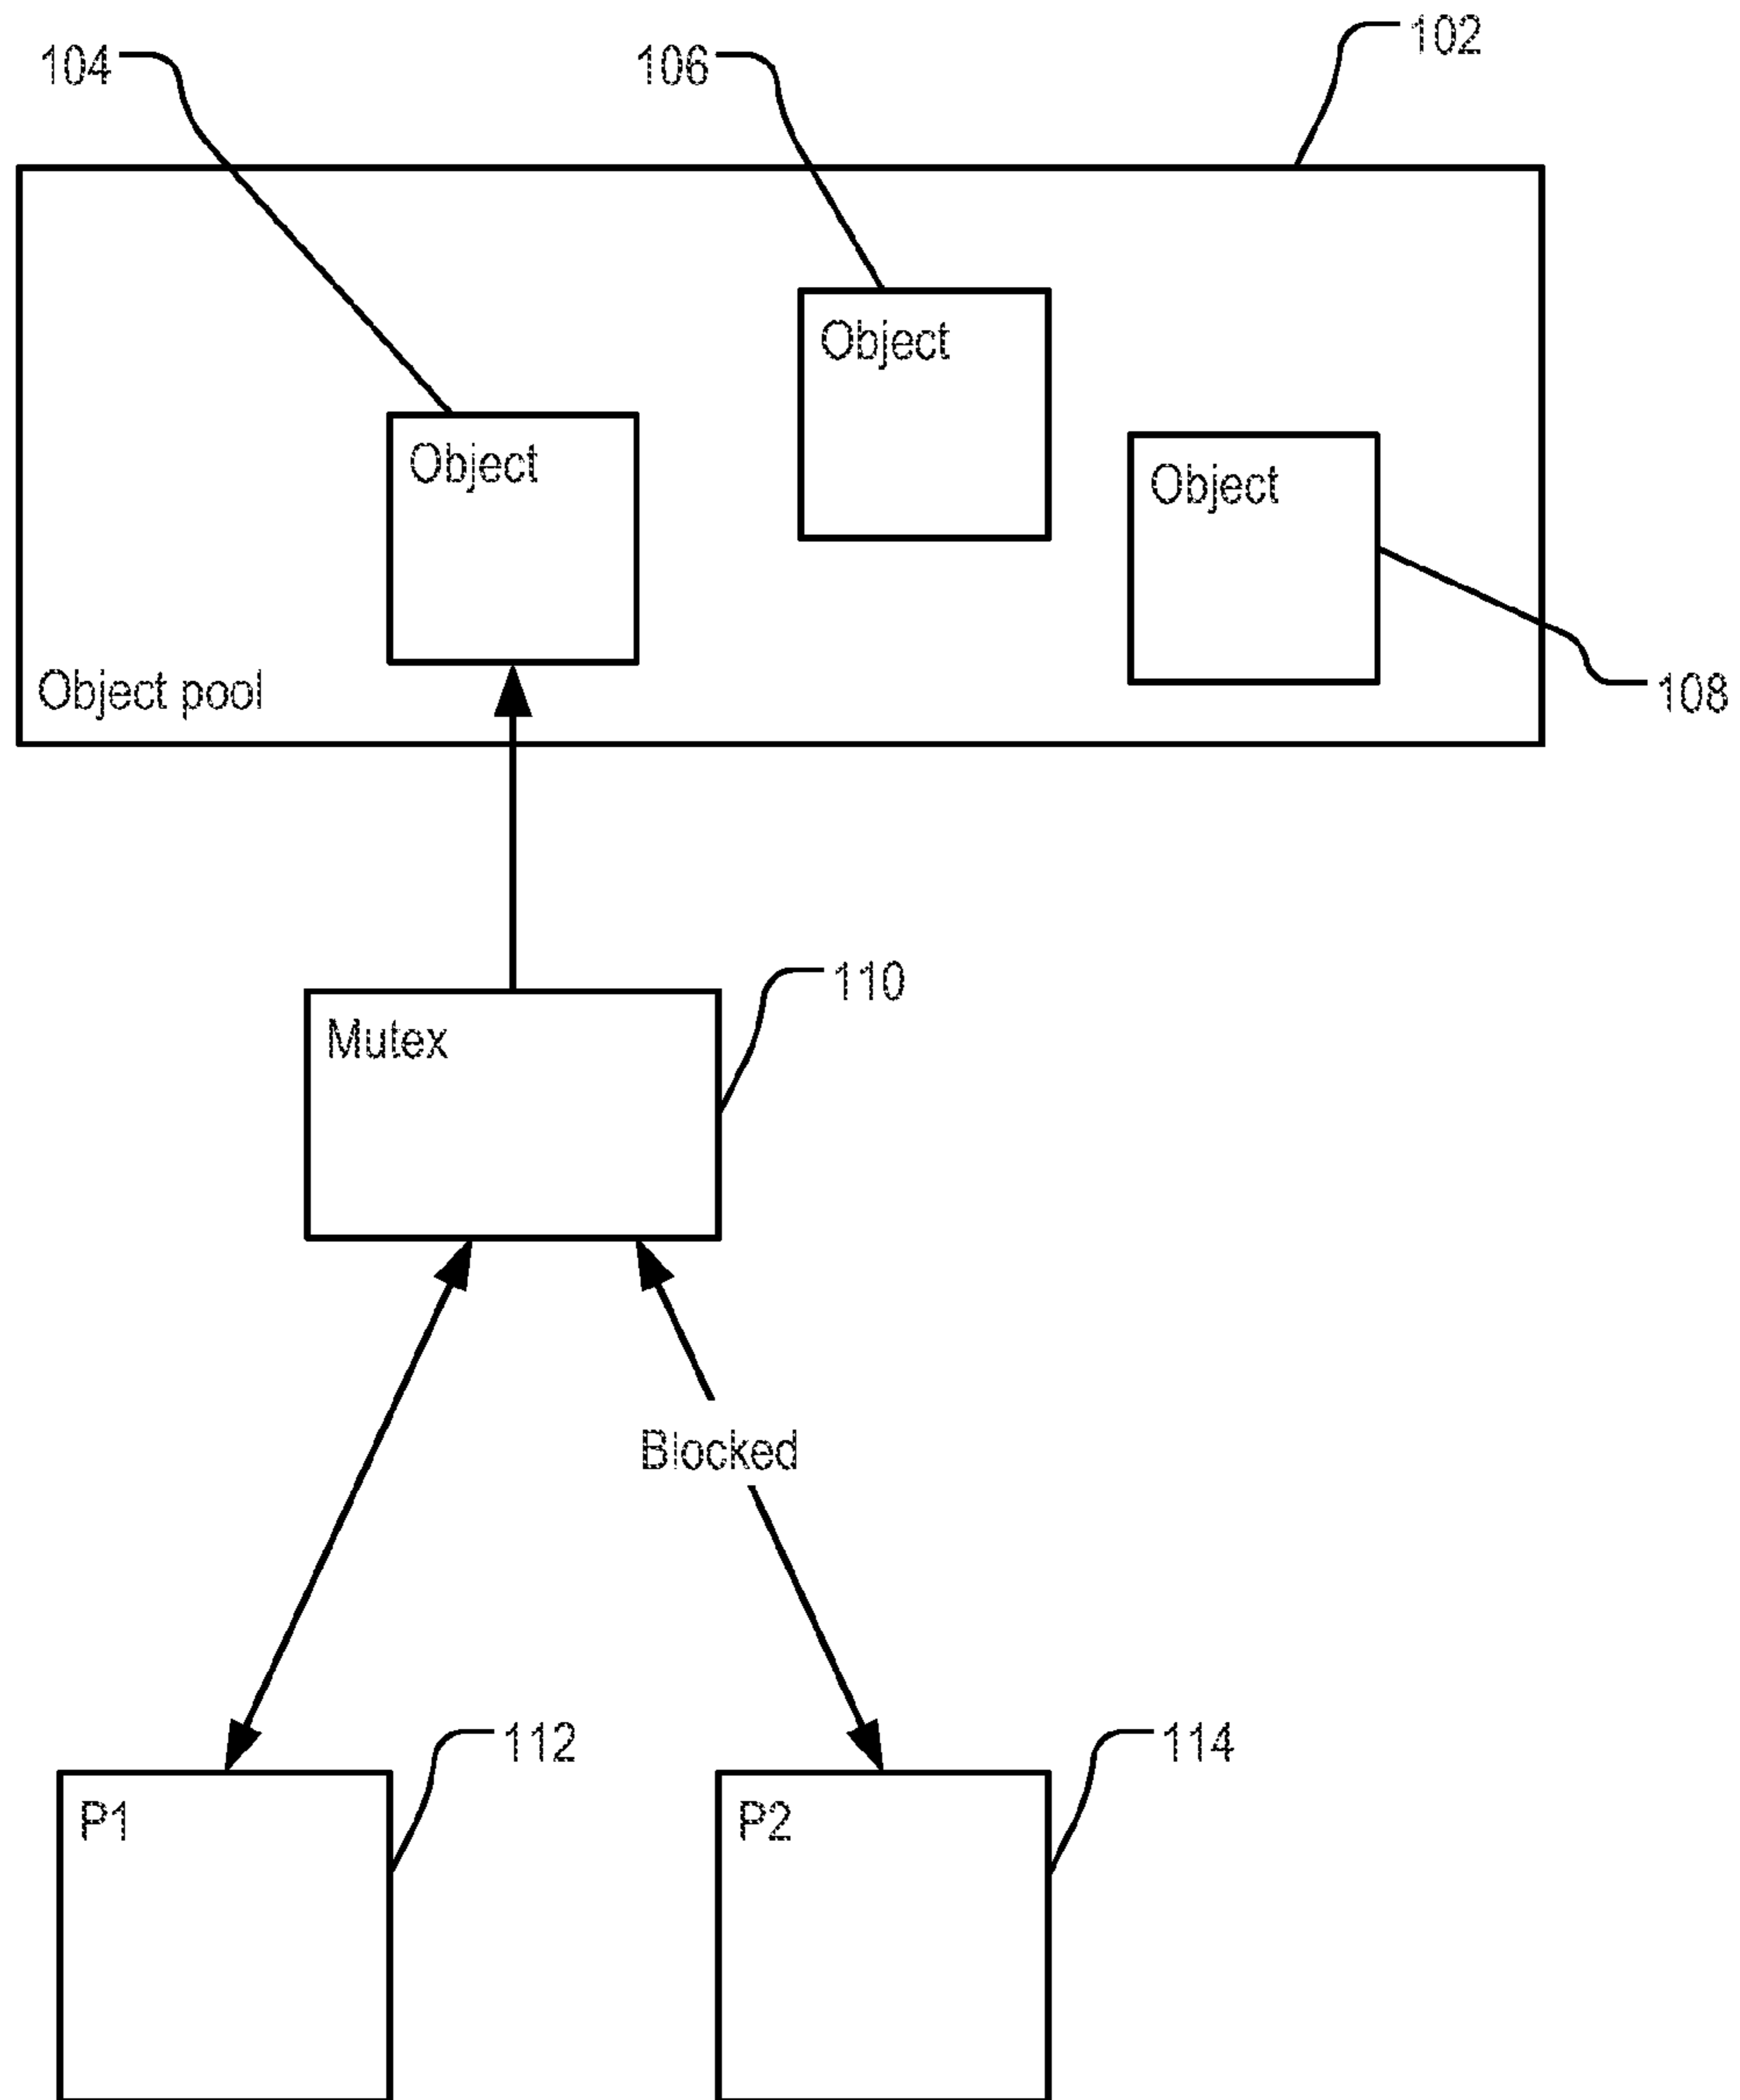 102
104
106
Object
Object
Object
Object pool
108
110
Mutex
Blocked
112
114
P1
P2